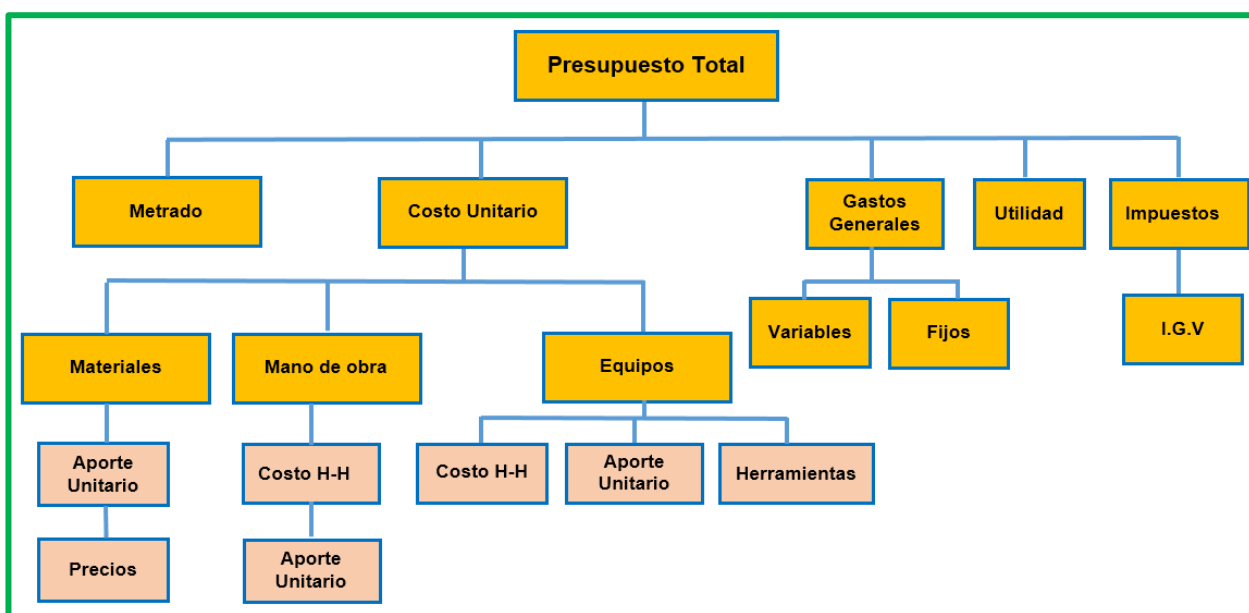 Presupuesto Total
Metrado
Costo Unitario
Gastos
Generales
Utilidad
Impuestos
Variables
Fijos
I.G.V
Materiales
Mano de obra
Equipos
Aporte
Unitario
Costo H-H
Costo H-H
Aporte
Unitario
Herramientas
Precios
Aporte
Unitario